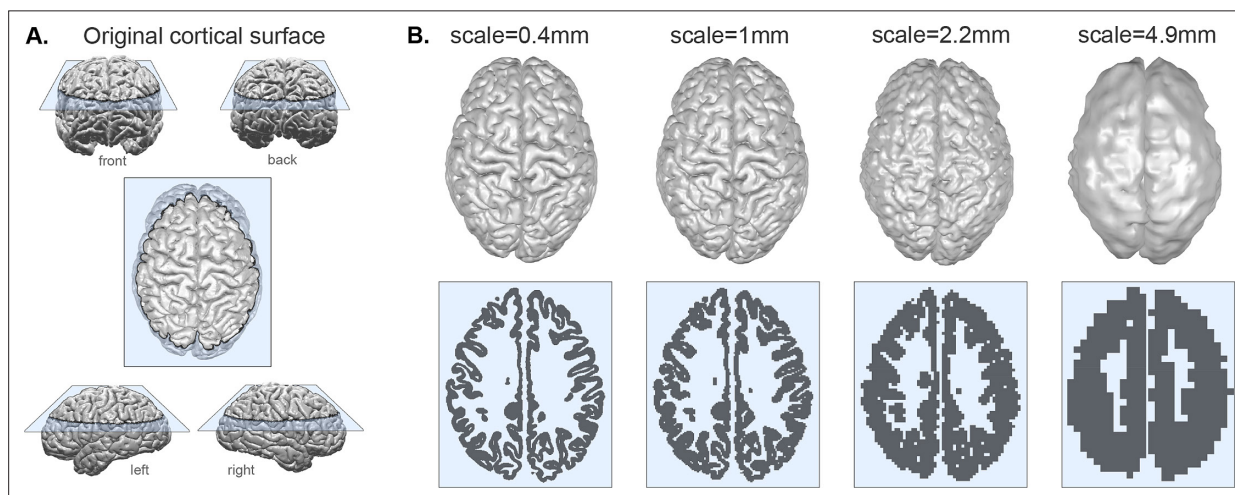 A. Original cortical surface
front
back
left
right
B. scale=0.4mm scale=1mm scale=2.2mm scale=4.9mm